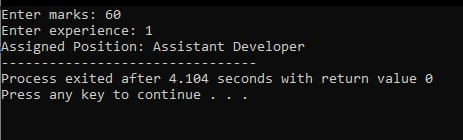 Enter marks: 60
Enter experience: 1
Assigned Position: Assistant Developer
--------------------------------
Process exited after 4.104 seconds with return value 0
Press any key to continue . . .